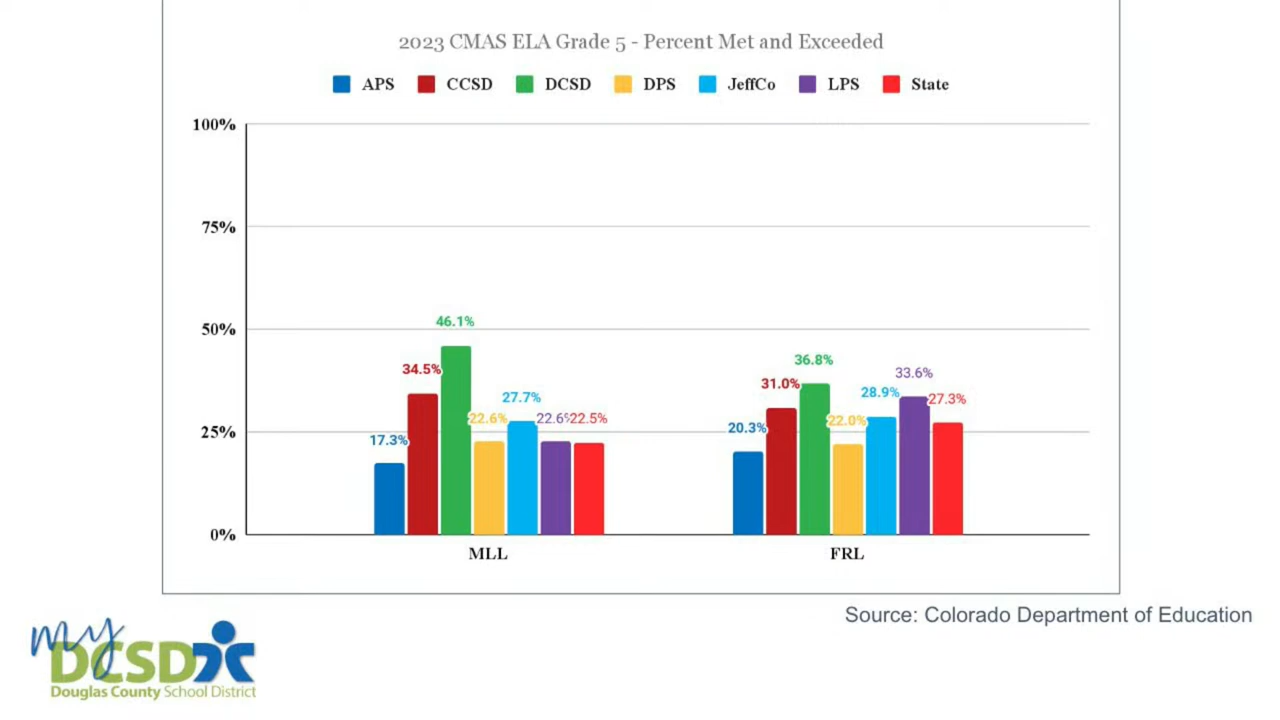 2023 CMAS ELA Grade 5 - Percent Met and Exceeded
APS CCSD DCSD DPS JeffCo LPS State
100%
75%
50%
25%
0%
17.3% 34.5% 46.1% 22.6% 27.7% 22.6% 22.5%
20.3% 31.0% 36.8% 22.0% 28.9% 33.6% 27.3%
MLL FRL
Source: Colorado Department of Education
my
DCSD
Douglas County School District